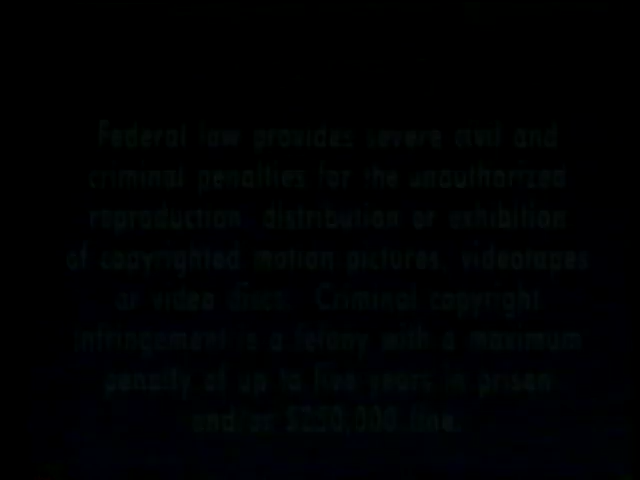 Federal law provides severe civil and
criminal penalties for the unauthorized
reproduction, distribution or exhibition
of copyrighted motion pictures, videotapes
or video discs. Criminal copyright
infringement is a felony with a maximum
penalty of up to five years in prison
and/or $250,000 fine.